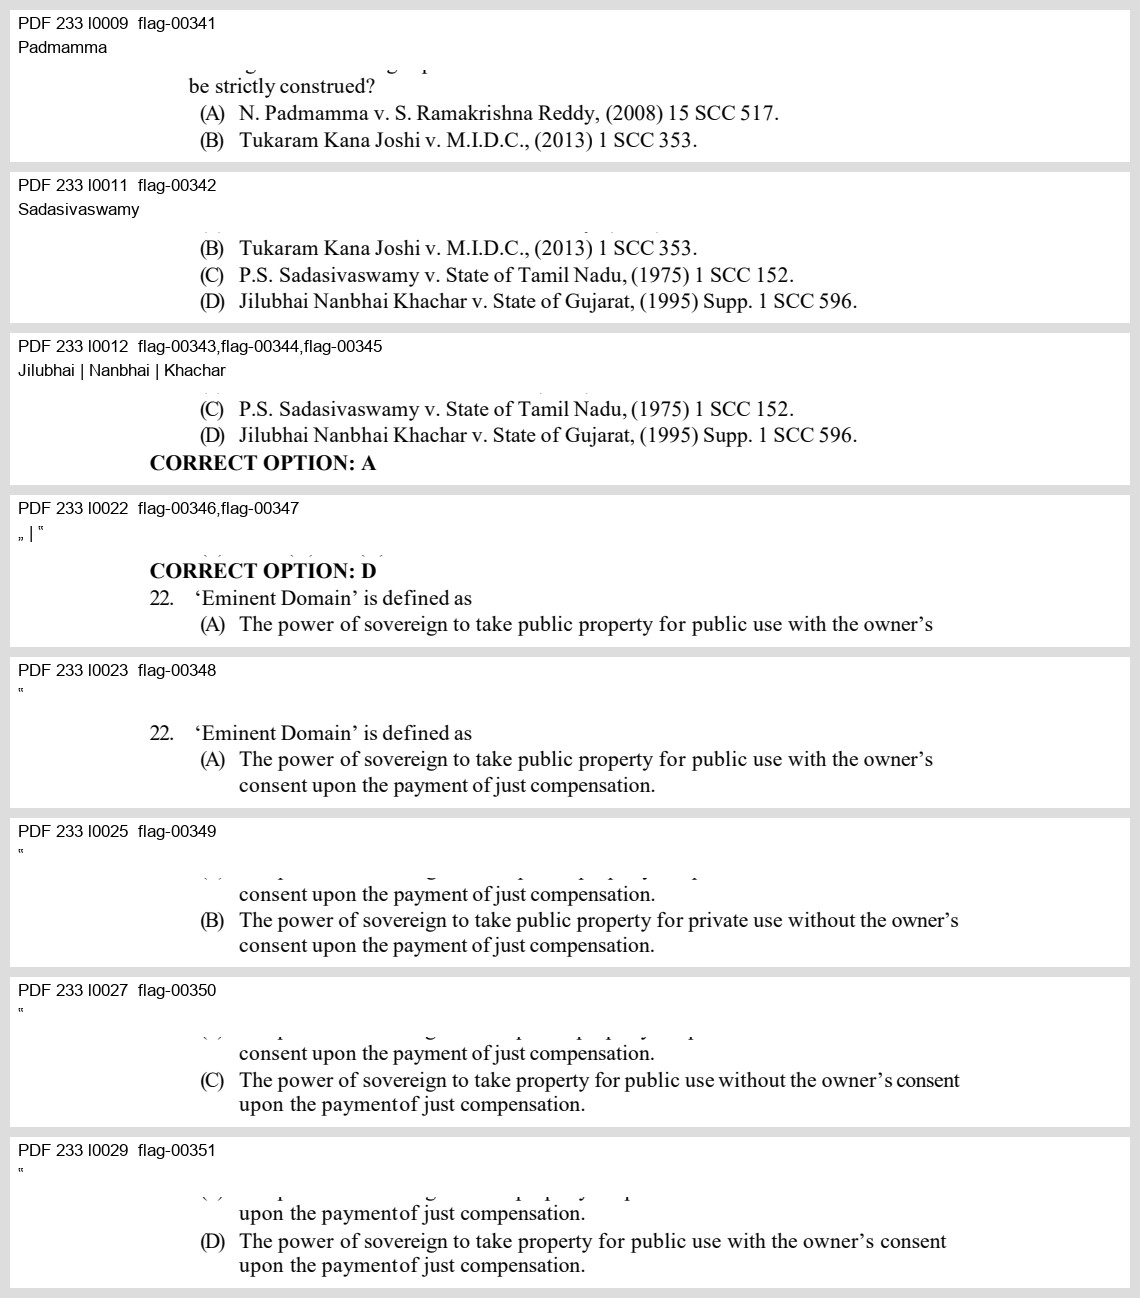 PDF 233 l0009 flag-00341
Padmamma
be strictly construed?
(A) N. Padmamma v. S. Ramakrishna Reddy, (2008) 15 SCC 517.
(B) Tukaram Kana Joshi v. M.I.D.C., (2013) 1 SCC 353.
PDF 233 l0011 flag-00342
Sadasivaswamy
(B) Tukaram Kana Joshi v. M.I.D.C., (2013) 1 SCC 353.
(C) P.S. Sadasivaswamy v. State of Tamil Nadu, (1975) 1 SCC 152.
(D) Jilubhai Nanbhai Khachar v. State of Gujarat, (1995) Supp. 1 SCC 596.
PDF 233 l0012 flag-00343,flag-00344,flag-00345
Jilubhai | Nanbhai | Khachar
(C) P.S. Sadasivaswamy v. State of Tamil Nadu, (1975) 1 SCC 152.
(D) Jilubhai Nanbhai Khachar v. State of Gujarat, (1995) Supp. 1 SCC 596.
CORRECT OPTION: A
PDF 233 l0022 flag-00346,flag-00347
„ | ‟
CORRECT OPTION: D
22. ‘Eminent Domain’ is defined as
(A) The power of sovereign to take public property for public use with the owner’s
PDF 233 l0023 flag-00348
‟
22. ‘Eminent Domain’ is defined as
(A) The power of sovereign to take public property for public use with the owner’s
consent upon the payment of just compensation.
PDF 233 l0025 flag-00349
‟
consent upon the payment of just compensation.
(B) The power of sovereign to take public property for private use without the owner’s
consent upon the payment of just compensation.
PDF 233 l0027 flag-00350
‟
consent upon the payment of just compensation.
(C) The power of sovereign to take property for public use without the owner’s consent
upon the payment of just compensation.
PDF 233 l0029 flag-00351
‟
upon the payment of just compensation.
(D) The power of sovereign to take property for public use with the owner’s consent
upon the payment of just compensation.